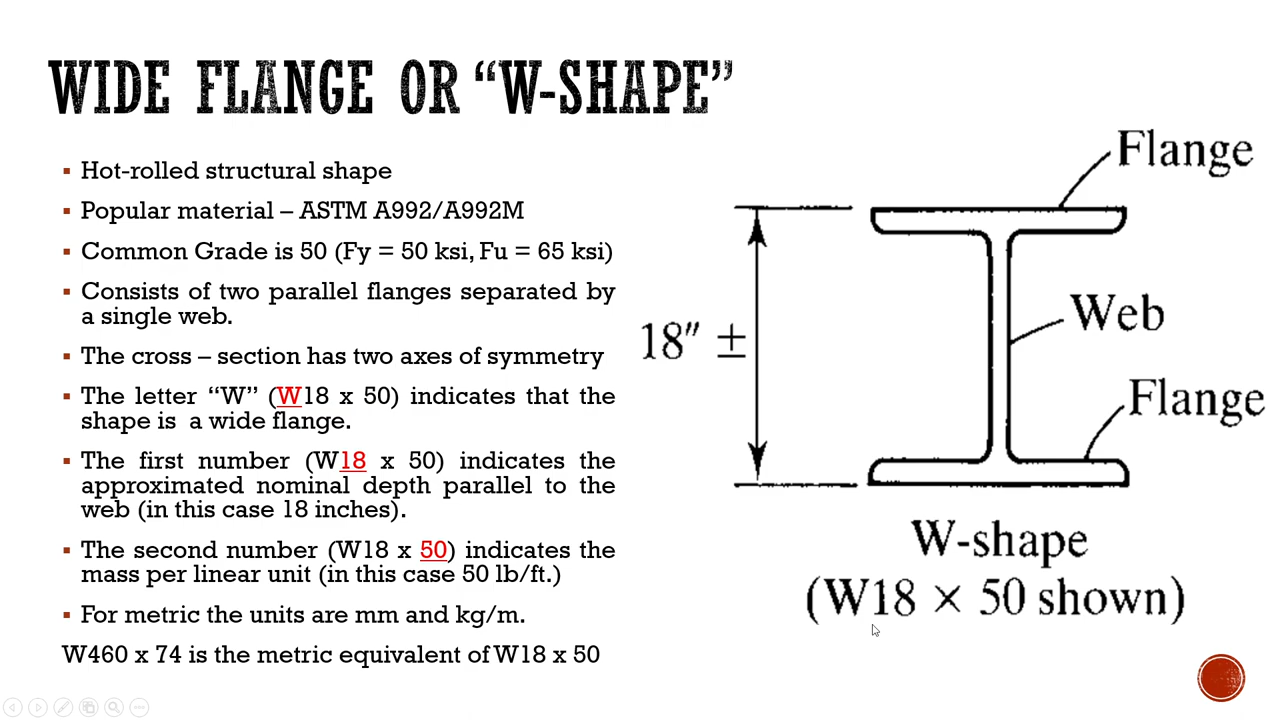 WIDE FLANGE OR “W-SHAPE”
▪ Hot-rolled structural shape
▪ Popular material – ASTM A992/A992M
▪ Common Grade is 50 (Fy = 50 ksi, Fu = 65 ksi)
▪ Consists of two parallel flanges separated by
a single web.
▪ The cross – section has two axes of symmetry
▪ The letter “W” (W18 x 50) indicates that the
shape is a wide flange.
▪ The first number (W18 x 50) indicates the
approximated nominal depth parallel to the
web (in this case 18 inches).
▪ The second number (W18 x 50) indicates the
mass per linear unit (in this case 50 lb/ft.)
▪ For metric the units are mm and kg/m.
W460 x 74 is the metric equivalent of W18 x 50
Flange
18″ ±
Web
Flange
W-shape
(W18 × 50 shown)